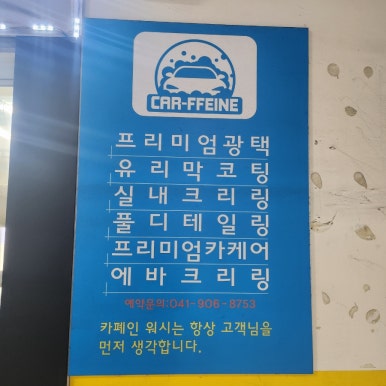 CAR-FFEINE
프리미엄광택
유리막코팅
실내크리링
풀디테일링
프리미엄카케어
에바크리링
예약문의:041-906-8753
카페인 워시는 항상 고객님을
먼저 생각합니다.